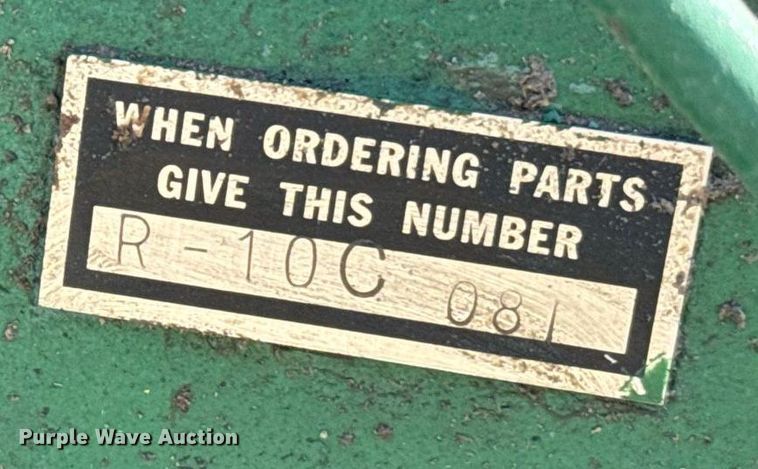 WHEN ORDERING PARTS
GIVE THIS NUMBER
R-10C 081
Purple Wave Auction